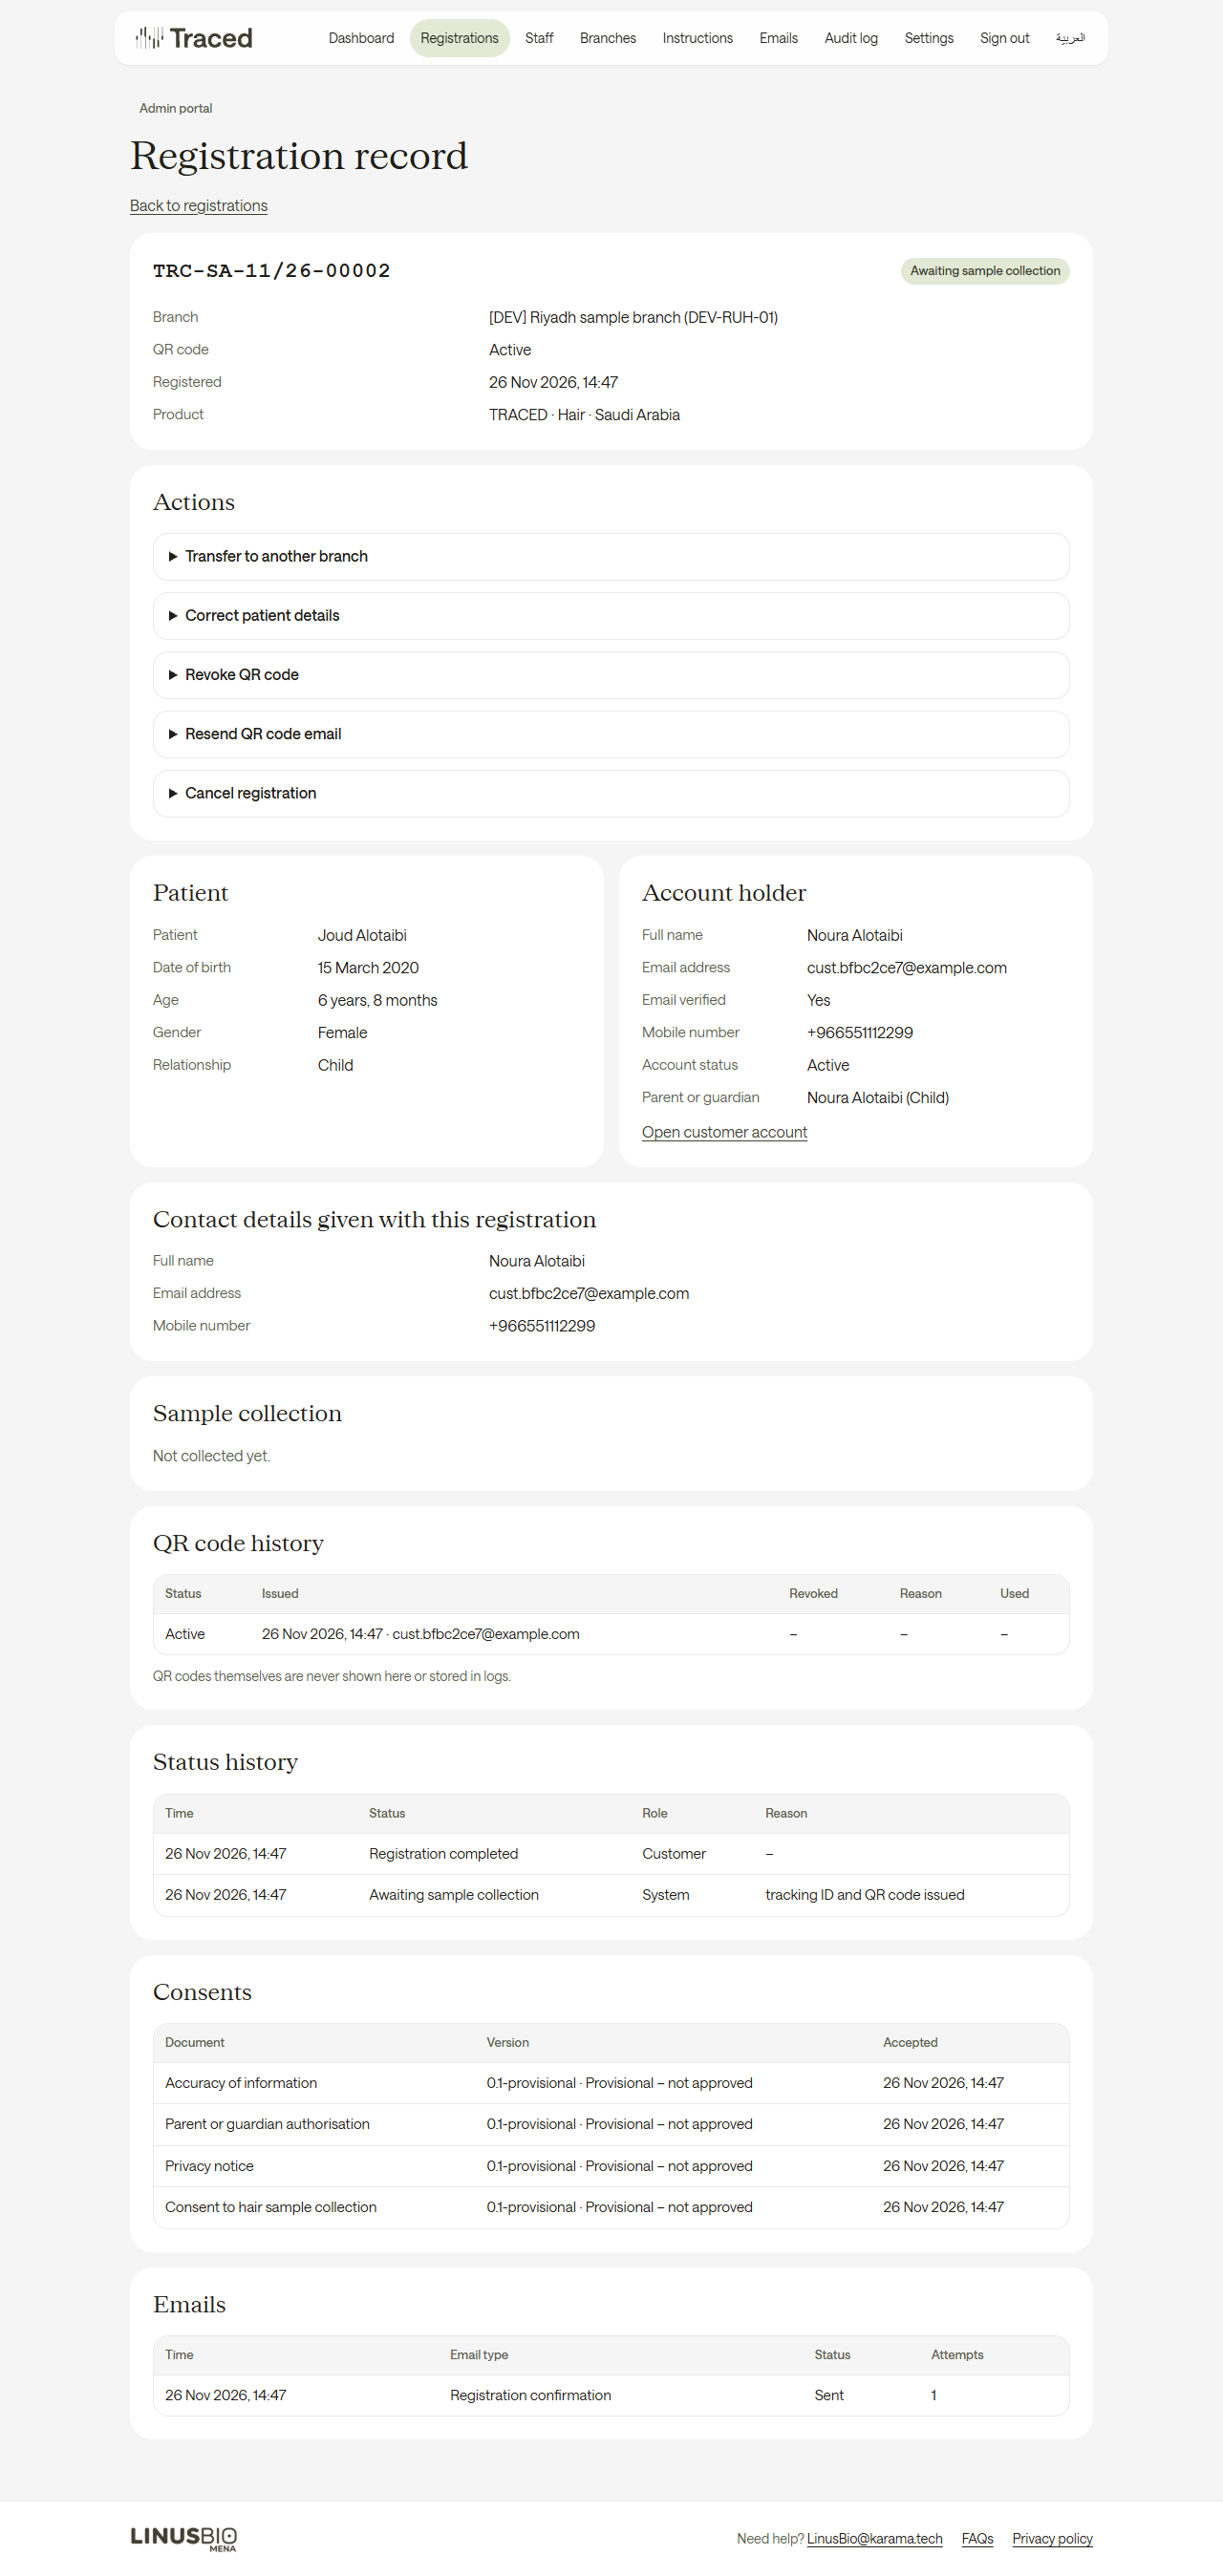 Traced
Dashboard Registrations Staff Branches Instructions Emails Audit log Settings Sign out العربية
Admin portal
Registration record
Back to registrations
TRC-SA-11/26-00002 Awaiting sample collection
Branch [DEV] Riyadh sample branch (DEV-RUH-01)
QR code Active
Registered 26 Nov 2026, 14:47
Product TRACED · Hair · Saudi Arabia
Actions
▶ Transfer to another branch
▶ Correct patient details
▶ Revoke QR code
▶ Resend QR code email
▶ Cancel registration
Patient
Patient Joud Alotaibi
Date of birth 15 March 2020
Age 6 years, 8 months
Gender Female
Relationship Child
Account holder
Full name Noura Alotaibi
Email address cust.bfbc2ce7@example.com
Email verified Yes
Mobile number +966551112299
Account status Active
Parent or guardian Noura Alotaibi (Child)
Open customer account
Contact details given with this registration
Full name Noura Alotaibi
Email address cust.bfbc2ce7@example.com
Mobile number +966551112299
Sample collection
Not collected yet.
QR code history
Status Issued Revoked Reason Used
Active 26 Nov 2026, 14:47 · cust.bfbc2ce7@example.com – – –
QR codes themselves are never shown here or stored in logs.
Status history
Time Status Role Reason
26 Nov 2026, 14:47 Registration completed Customer –
26 Nov 2026, 14:47 Awaiting sample collection System tracking ID and QR code issued
Consents
Document Version Accepted
Accuracy of information 0.1-provisional · Provisional – not approved 26 Nov 2026, 14:47
Parent or guardian authorisation 0.1-provisional · Provisional – not approved 26 Nov 2026, 14:47
Privacy notice 0.1-provisional · Provisional – not approved 26 Nov 2026, 14:47
Consent to hair sample collection 0.1-provisional · Provisional – not approved 26 Nov 2026, 14:47
Emails
Time Email type Status Attempts
26 Nov 2026, 14:47 Registration confirmation Sent 1
LINUSBIO
MENA
Need help? LinusBio@karama.tech FAQs Privacy policy